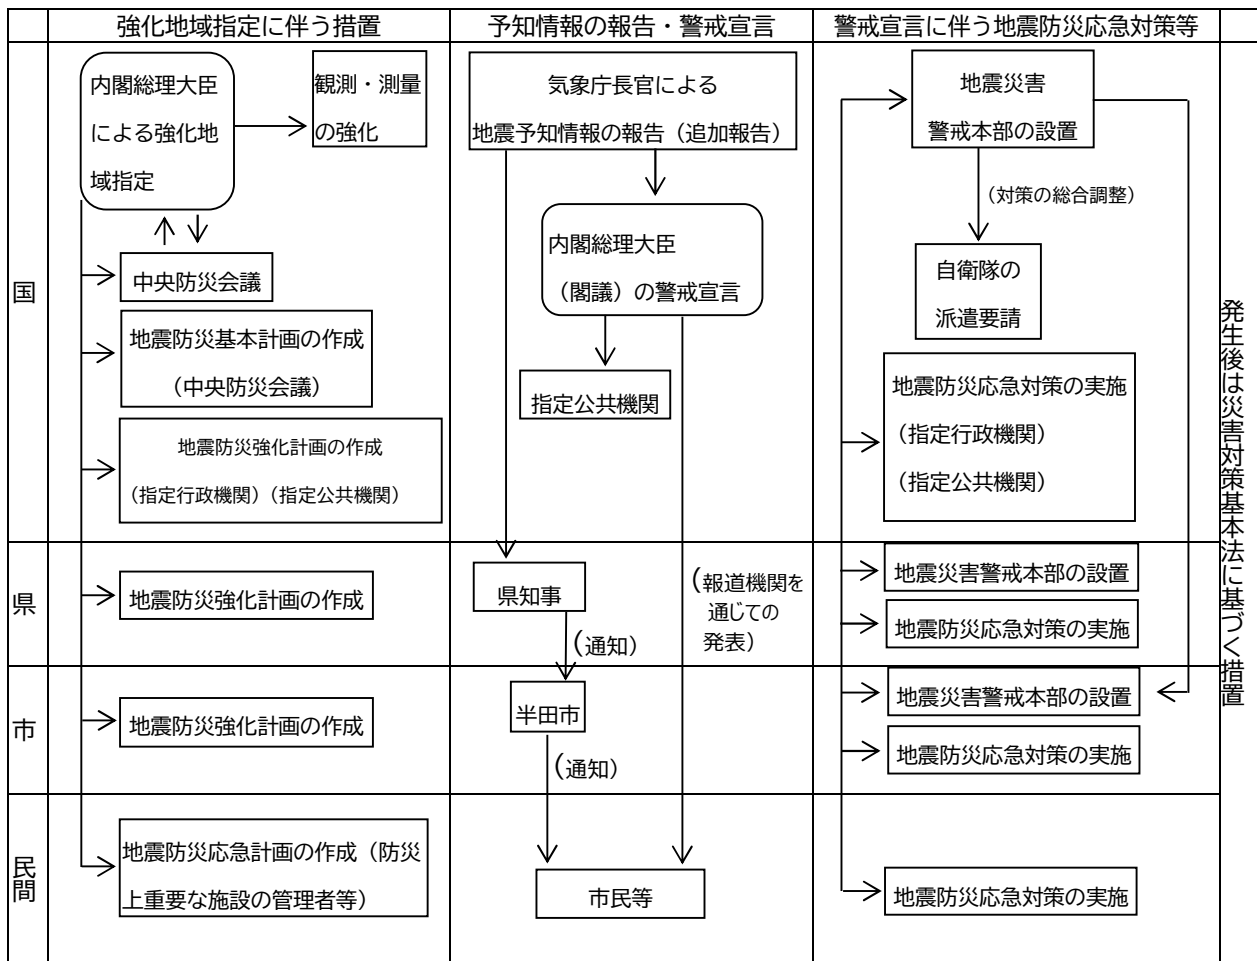 強化地域指定に伴う措置
予知情報の報告・警戒宣言
警戒宣言に伴う地震防災応急対策等
国
内閣総理大臣
による強化地
域指定
観測・測量
の強化
中央防災会議
地震防災基本計画の作成
（中央防災会議）
地震防災強化計画の作成
（指定行政機関）（指定公共機関）
気象庁長官による
地震予知情報の報告（追加報告）
内閣総理大臣
（閣議）の警戒宣言
指定公共機関
地震災害
警戒本部の設置
（対策の総合調整）
自衛隊の
派遣要請
地震防災応急対策の実施
（指定行政機関）
（指定公共機関）
県
地震防災強化計画の作成
県知事
（通知）
（報道機関を
通じての
発表）
地震災害警戒本部の設置
地震防災応急対策の実施
市
地震防災強化計画の作成
半田市
（通知）
地震災害警戒本部の設置
地震防災応急対策の実施
民間
地震防災応急計画の作成（防災
上重要な施設の管理者等）
市民等
地震防災応急対策の実施
発生後は災害対策基本法に基づく措置